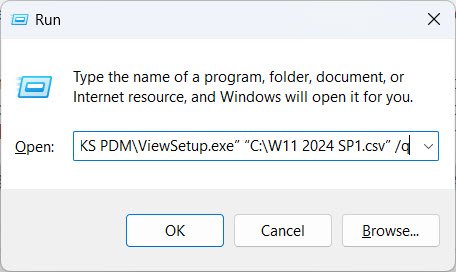 Run
Type the name of a program, folder, document, or
Internet resource, and Windows will open it for you.
Open:
KS PDM\ViewSetup.exe” “C:\W11 2024 SP1.csv” /q
OK
Cancel
Browse...